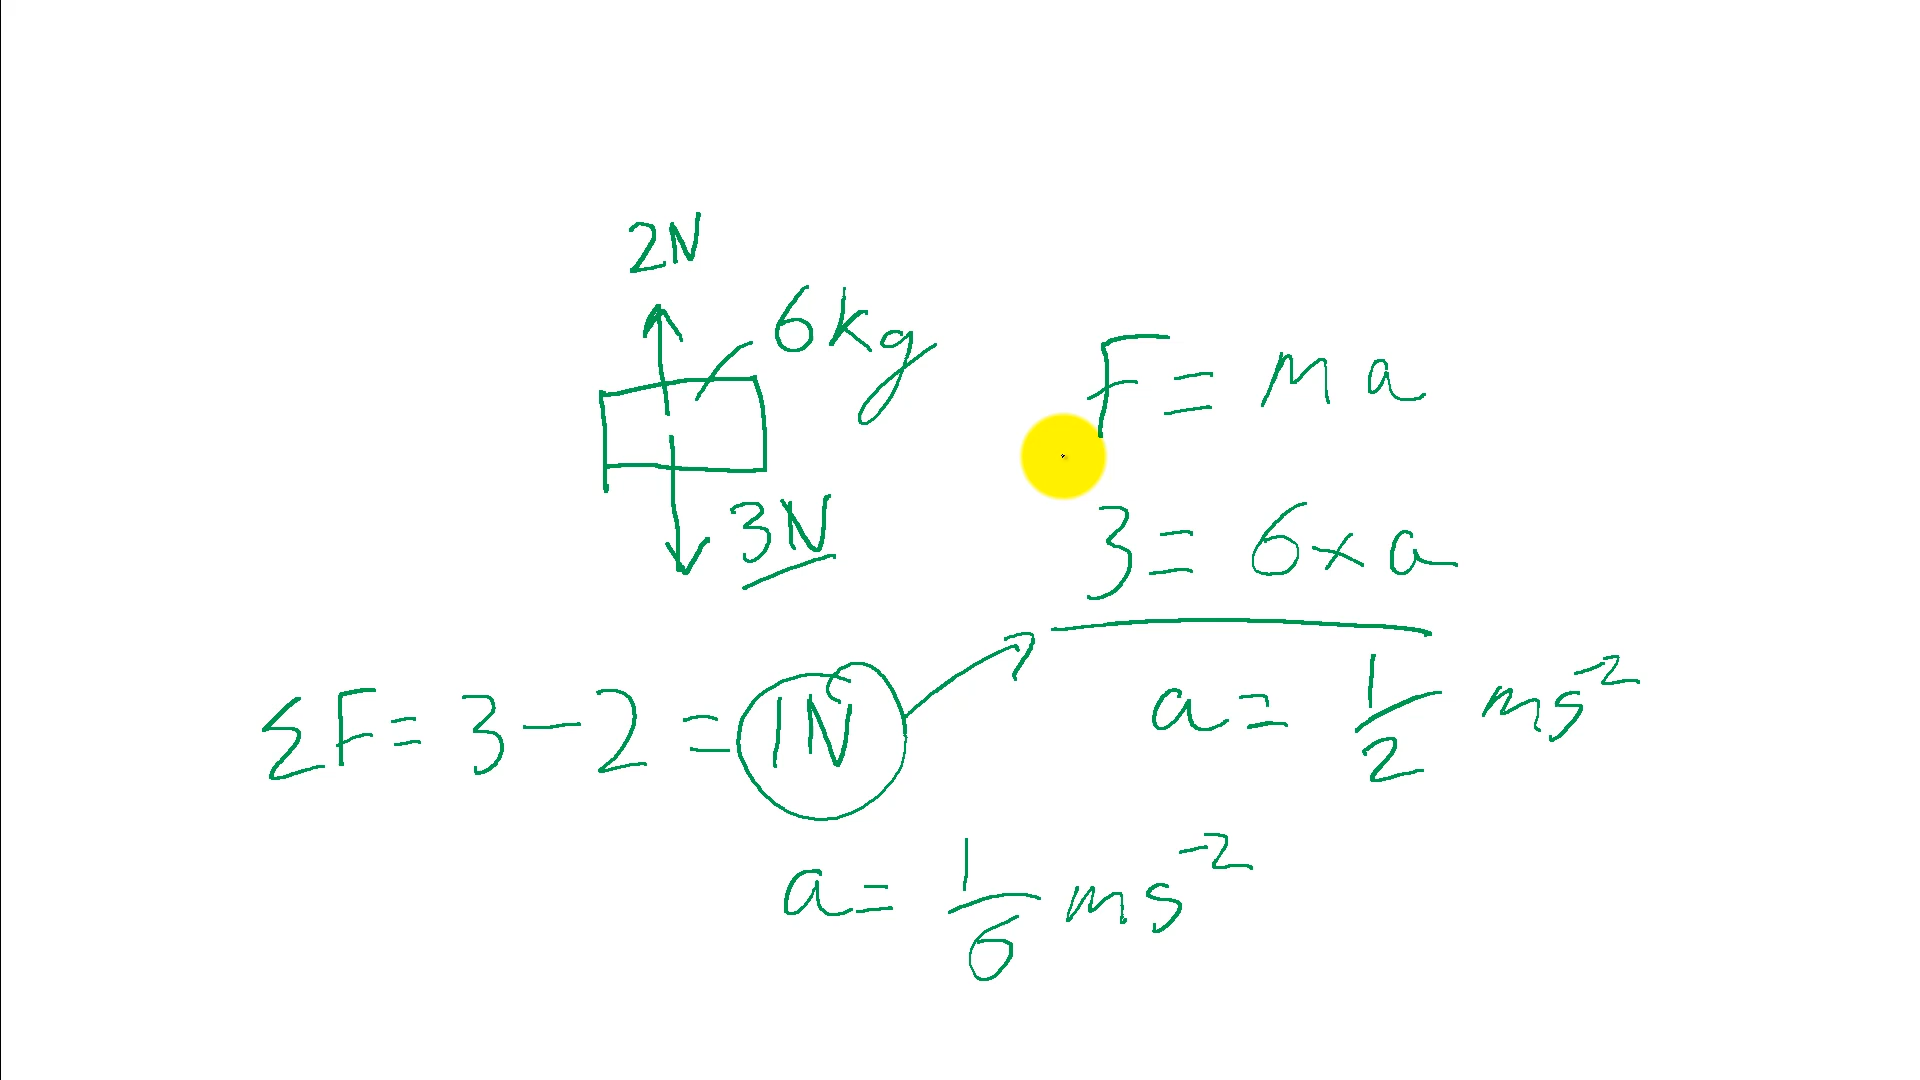 2N
6kg
3N
F = ma
3 = 6 × a
a = 1/2 ms⁻²
ΣF = 3 - 2 = 1N
a = 1/6 ms⁻²